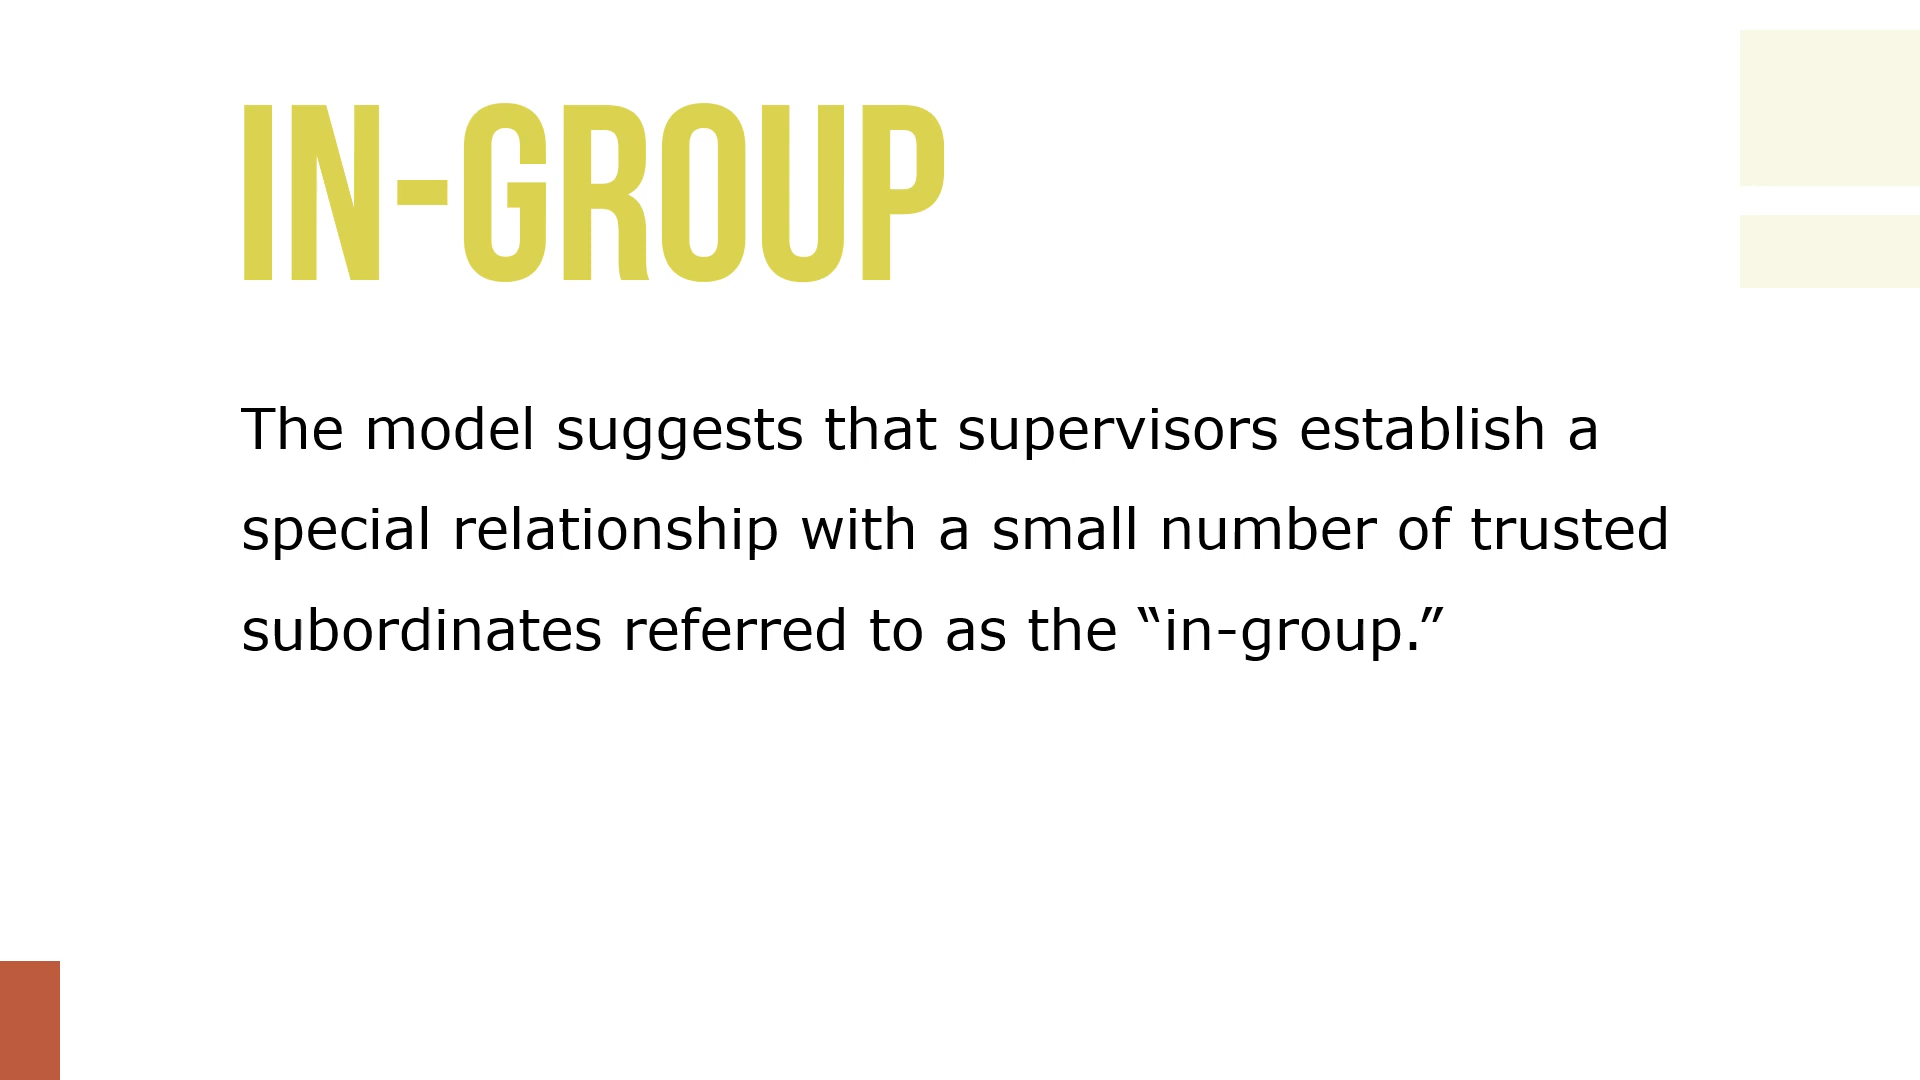 IN-GROUP
The model suggests that supervisors establish a
special relationship with a small number of trusted
subordinates referred to as the “in-group.”